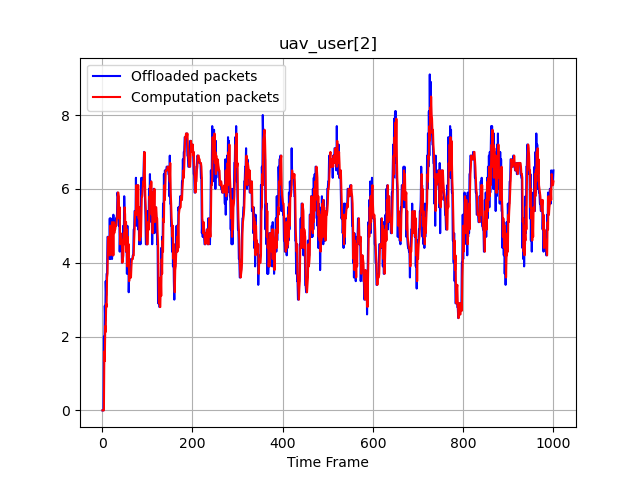 uav_user[2]
Offloaded packets
Computation packets
8
6
4
2
0
0 200 400 600 800 1000
Time Frame